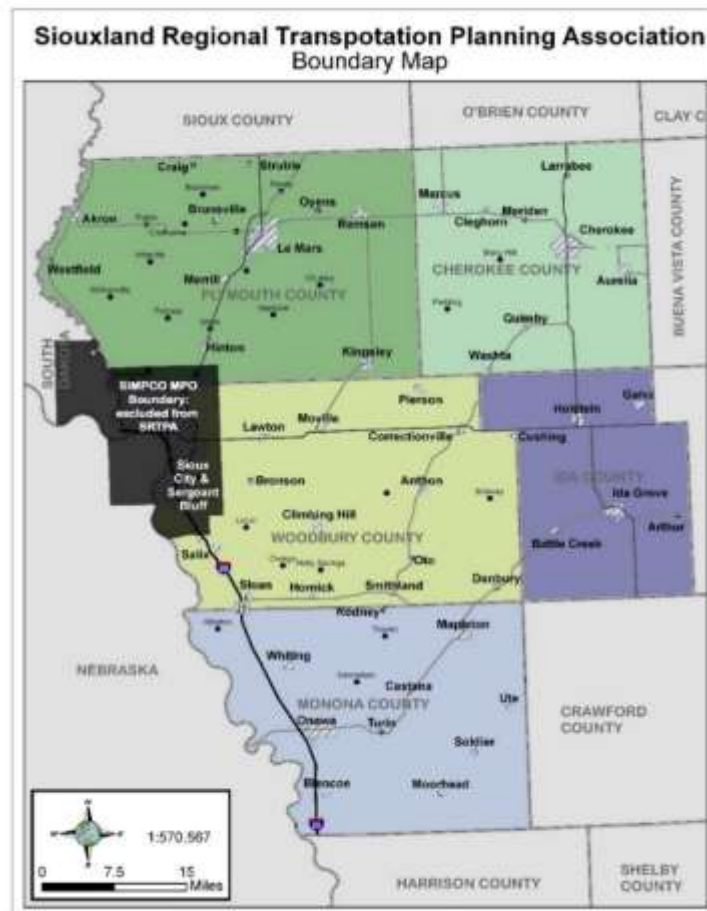 Siouxland Regional Transpotation Planning Association
Boundary Map
SIOUX COUNTY
O'BRIEN COUNTY
CLAY C
Craig
Struble
Larrabee
Marcus
Oyens
Brunsville
Remsen
Akron
Cleghorn
Meriden
Cherokee
Le Mars
Westfield
CHEROKEE COUNTY
Aurelia
BUENA VISTA COUNTY
Merrill
PLYMOUTH COUNTY
Quimby
Hinton
SOUTH
DAKOTA
Kingsley
Washta
SIMPCO MPO
Boundary:
excluded from
SRTPA
Pierson
Galva
Holstein
Moville
Lawton
Correctionville
Cushing
Sioux
City &
Sergeant
Bluff
Bronson
Anthon
IDA COUNTY
Ida Grove
Climbing Hill
Arthur
WOODBURY COUNTY
Battle Creek
Salix
Oto
Danbury
Sloan
Hornick
Smithland
Rodney
Mapleton
NEBRASKA
Whiting
Castana
MONONA COUNTY
Ute
CRAWFORD
COUNTY
Onawa
Turin
Soldier
Blencoe
Moorhead
1:570,567
0 7.5 15
Miles
HARRISON COUNTY
SHELBY
COUNTY